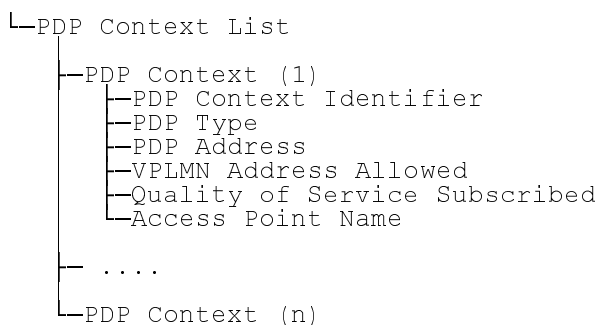 PDP Context List
PDP Context (1)
PDP Context Identifier
PDP Type
PDP Address
VPLMN Address Allowed
Quality of Service Subscribed
Access Point Name
....
PDP Context (n)